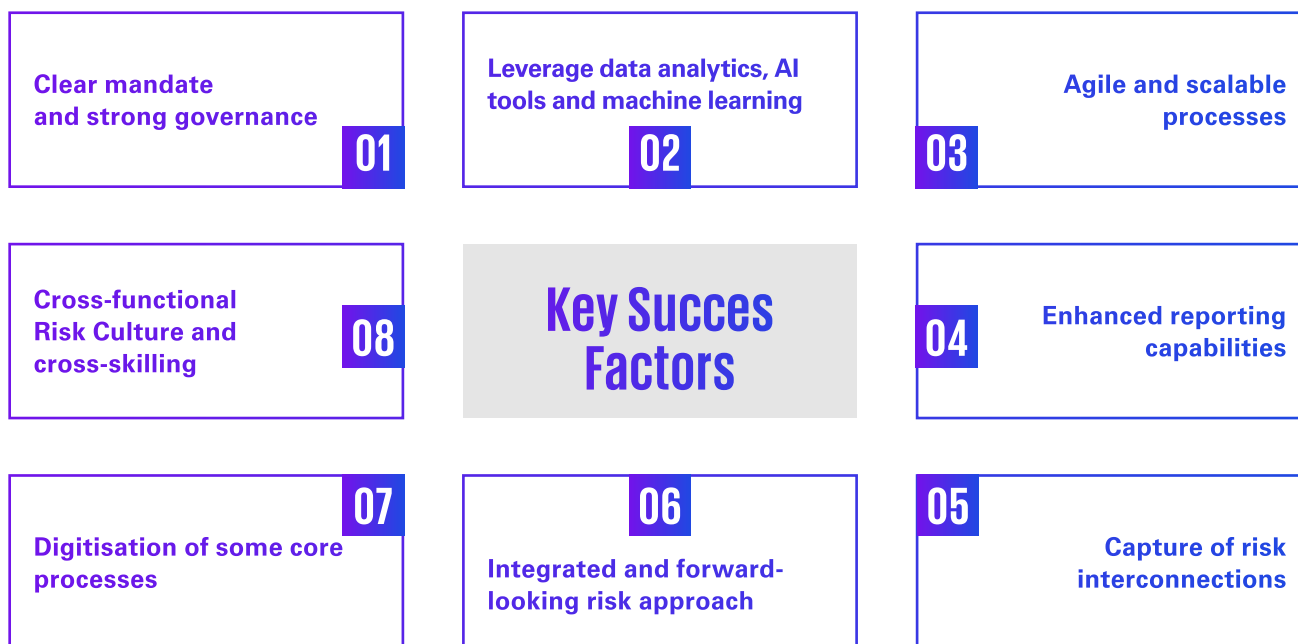 Clear mandate
and strong governance
01
Leverage data analytics, AI
tools and machine learning
02
Agile and scalable
processes
03
Cross-functional
Risk Culture and
cross-skilling
08
Key Succes
Factors
04
Enhanced reporting
capabilities
07
Digitisation of some core
processes
06
Integrated and forward-
looking risk approach
05
Capture of risk
interconnections